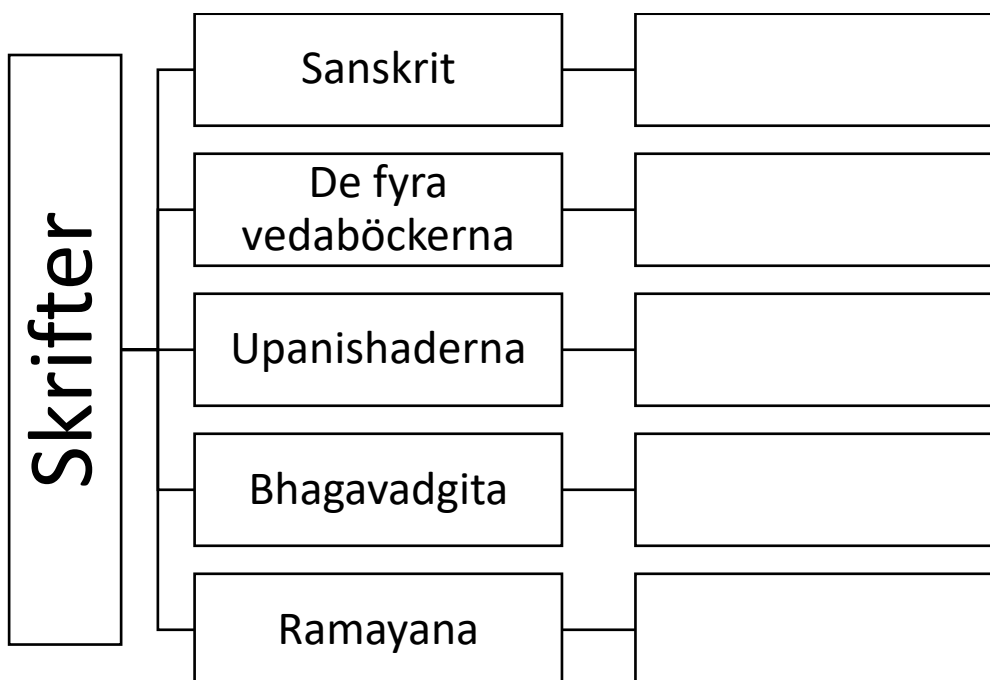 Skrifter
Sanskrit
De fyra
vedaböckerna
Upanishaderna
Bhagavadgita
Ramayana